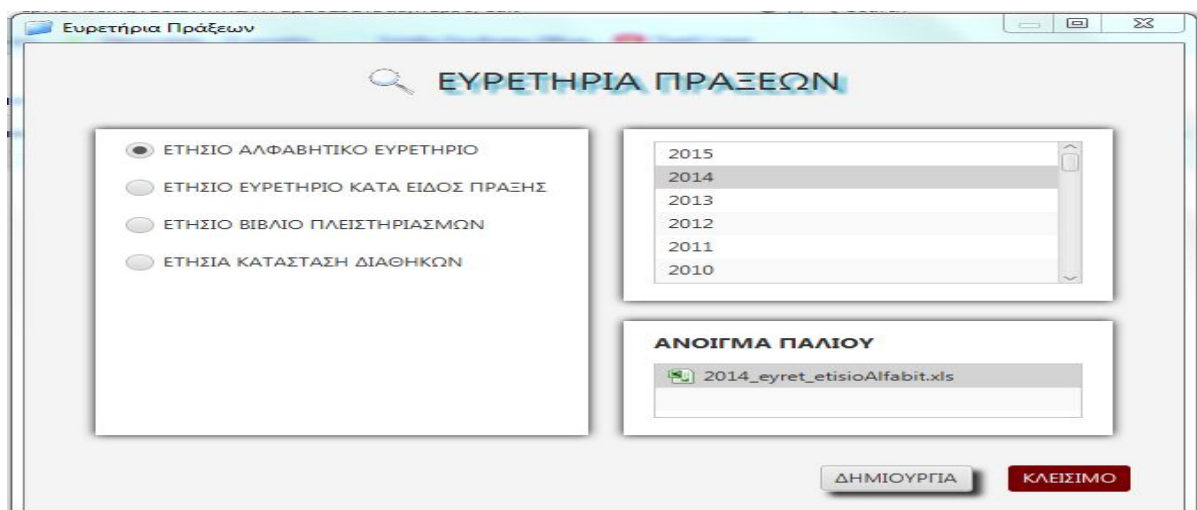 Ευρετήρια Πράξεων
ΕΥΡΕΤΗΡΙΑ ΠΡΑΞΕΩΝ
ΕΤΗΣΙΟ ΑΛΦΑΒΗΤΙΚΟ ΕΥΡΕΤΗΡΙΟ
ΕΤΗΣΙΟ ΕΥΡΕΤΗΡΙΟ ΚΑΤΑ ΕΙΔΟΣ ΠΡΑΞΗΣ
ΕΤΗΣΙΟ ΒΙΒΛΙΟ ΠΛΕΙΣΤΗΡΙΑΣΜΩΝ
ΕΤΗΣΙΑ ΚΑΤΑΣΤΑΣΗ ΔΙΑΘΗΚΩΝ
2015
2014
2013
2012
2011
2010
ΑΝΟΙΓΜΑ ΠΑΛΙΟΥ
2014_eyret_etisioAlfabit.xls
ΔΗΜΙΟΥΡΓΙΑ
ΚΛΕΙΣΙΜΟ